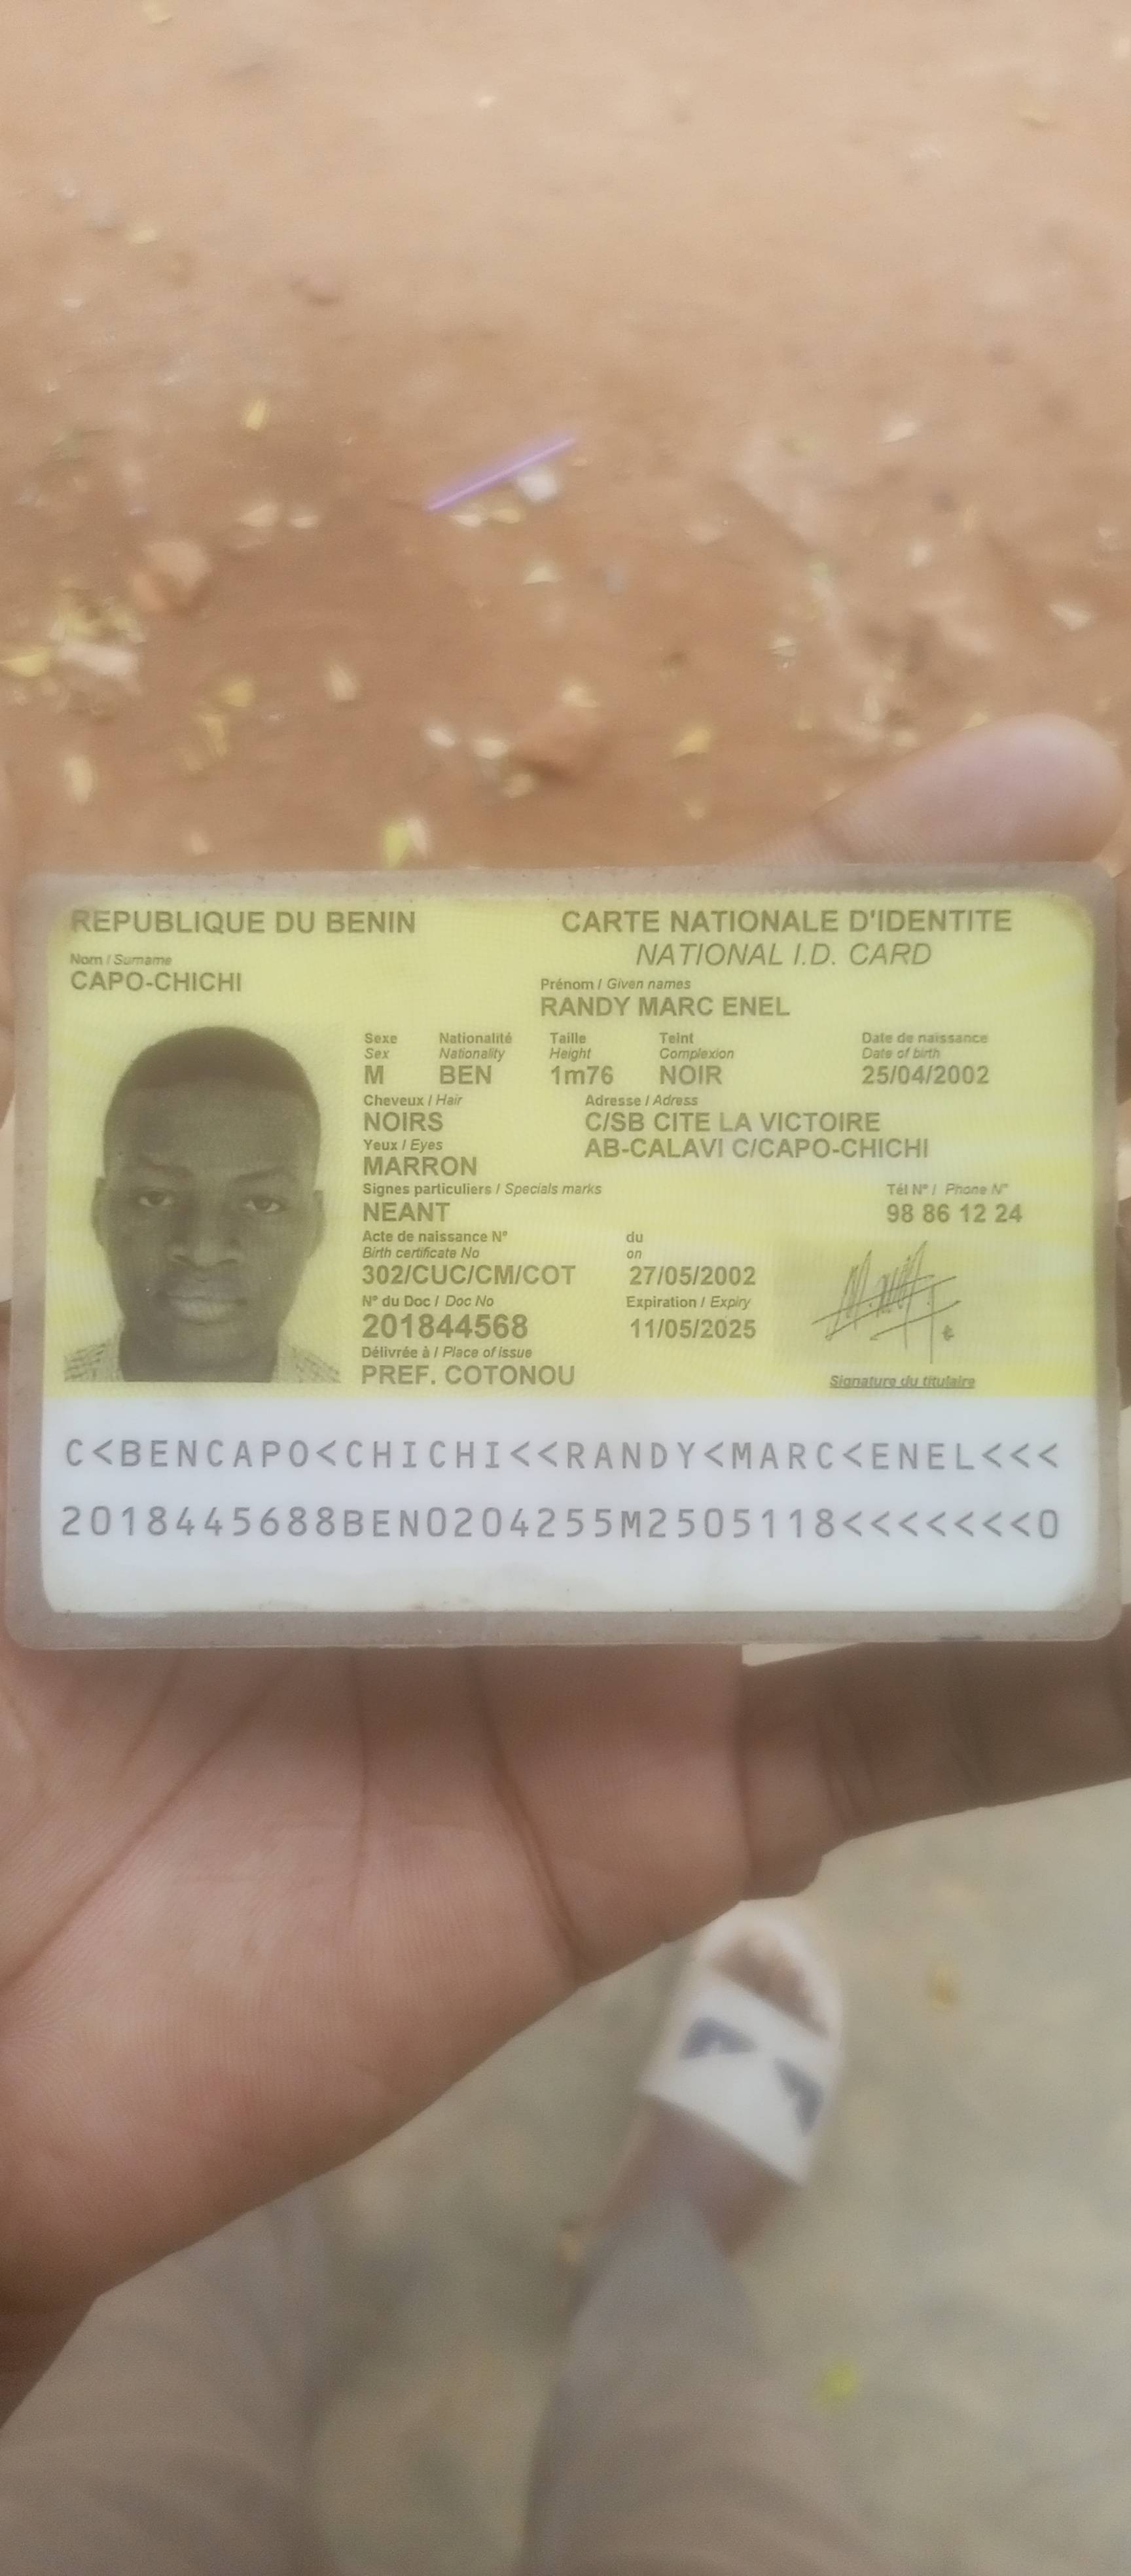 REPUBLIQUE DU BENIN
CARTE NATIONALE D'IDENTITE
NATIONAL I.D. CARD
Nom / Surname
CAPO-CHICHI
Prénom / Given names
RANDY MARC ENEL
Sexe Nationalité Taille Teint Date de naissance
Sex Nationality Height Complexion Date of birth
M BEN 1m76 NOIR 25/04/2002
Cheveux / Hair Adresse / Adress
NOIRS C/SB CITE LA VICTOIRE
Yeux / Eyes AB-CALAVI C/CAPO-CHICHI
MARRON
Signes particuliers / Specials marks Tél N° / Phone N°
NEANT 98 86 12 24
Acte de naissance N° du
Birth certificate No on
302/CUC/CM/COT 27/05/2002
N° du Doc / Doc No Expiration / Expiry
201844568 11/05/2025
Délivrée à / Place of issue
PREF. COTONOU
Signature du titulaire
C<BENCAPO<CHICHI<<RANDY<MARC<ENEL<<<
2018445688BEN0204255M2505118<<<<<<<0